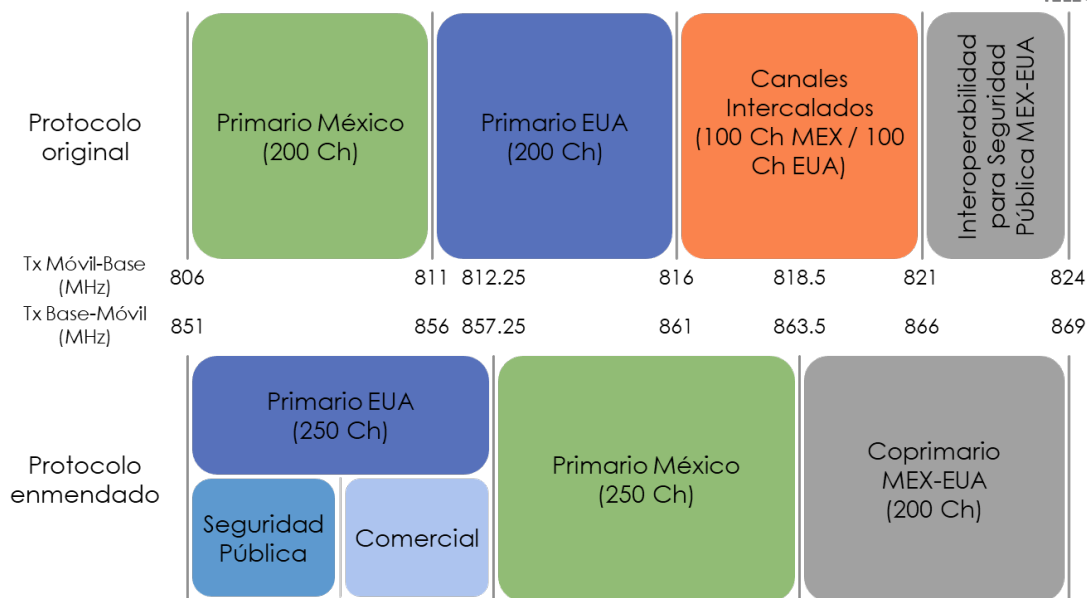 Protocolo
original
Primario México
(200 Ch)
Primario EUA
(200 Ch)
Canales
Intercalados
(100 Ch MEX / 100
Ch EUA)
Interoperabilidad
para Seguridad
Pública MEX-EUA
Tx Móvil-Base
(MHz)
806
811
812.25
816
818.5
821
824
Tx Base-Móvil
(MHz)
851
856
857.25
861
863.5
866
869
Protocolo
enmendado
Primario EUA
(250 Ch)
Seguridad
Pública
Comercial
Primario México
(250 Ch)
Coprimario
MEX-EUA
(200 Ch)